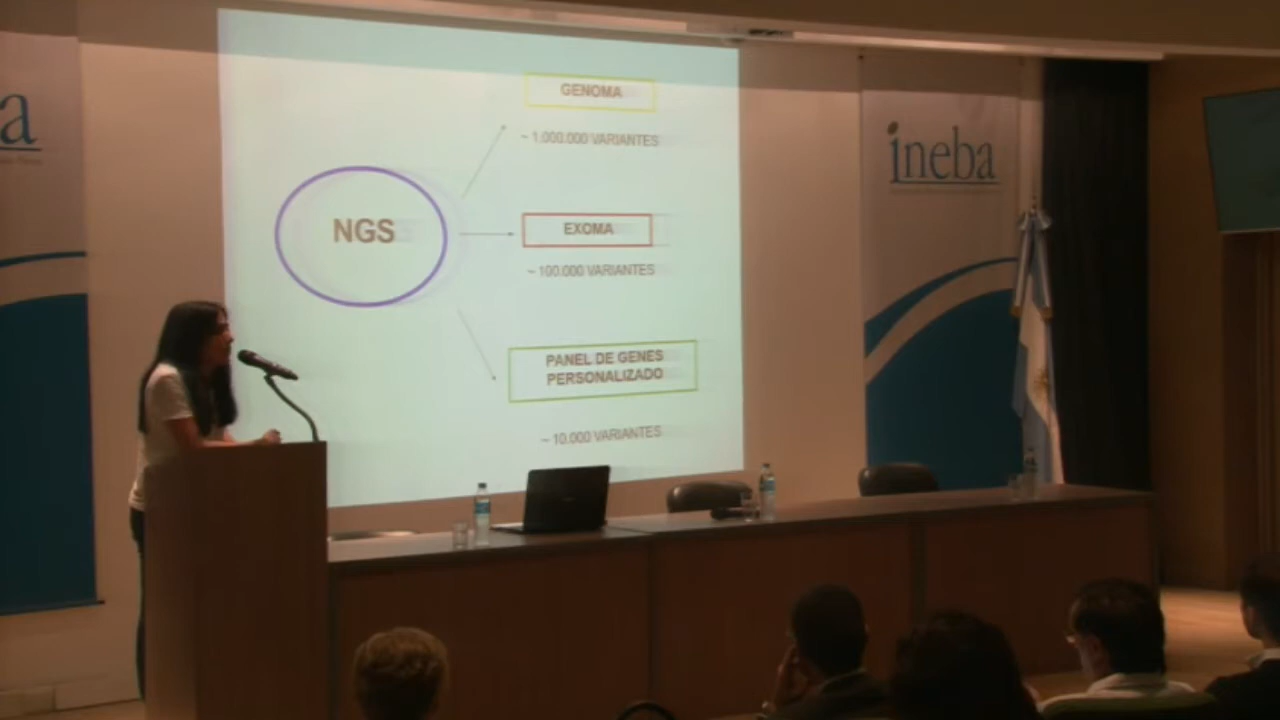 a
NGS
GENOMA
~ 1.000.000 VARIANTES
EXOMA
~ 100.000 VARIANTES
PANEL DE GENES
PERSONALIZADO
~ 10.000 VARIANTES
ineba